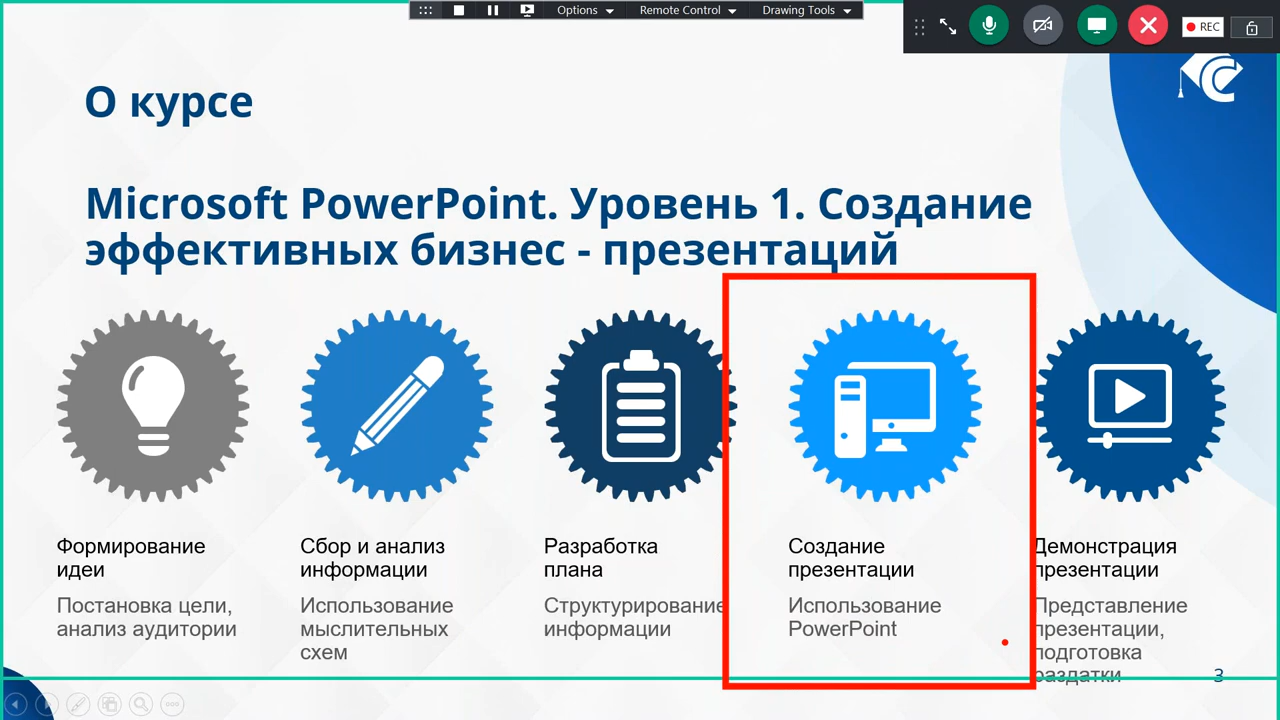 Options
Remote Control
Drawing Tools
REC
О курсе
Microsoft PowerPoint. Уровень 1. Создание
эффективных бизнес - презентаций
Формирование
идеи
Постановка цели,
анализ аудитории
Сбор и анализ
информации
Использование
мыслительных
схем
Разработка
плана
Структурирование
информации
Создание
презентации
Использование
PowerPoint
Демонстрация
презентации
Представление
презентации,
подготовка
раздатки
3